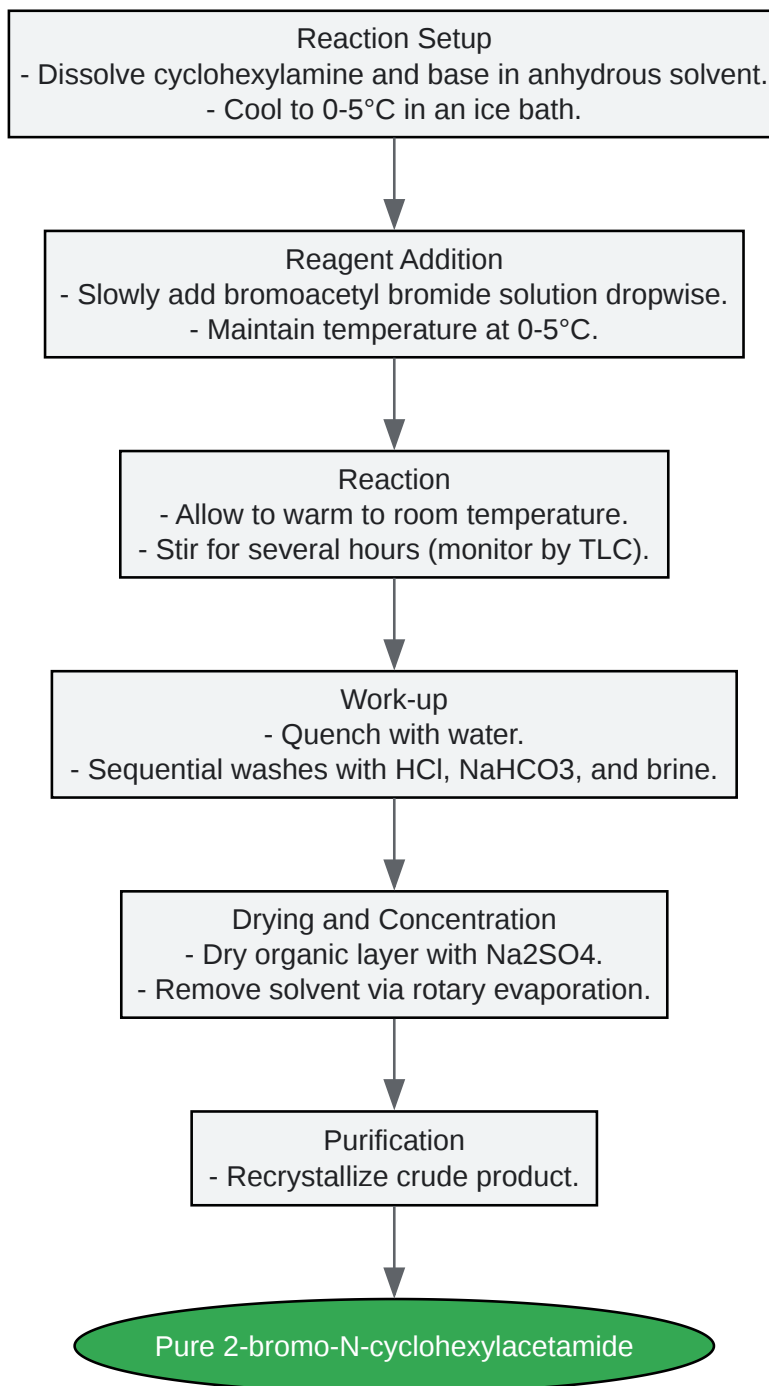 Reaction Setup
- Dissolve cyclohexylamine and base in anhydrous solvent.
- Cool to 0-5°C in an ice bath.
Reagent Addition
- Slowly add bromoacetyl bromide solution dropwise.
- Maintain temperature at 0-5°C.
Reaction
- Allow to warm to room temperature.
- Stir for several hours (monitor by TLC).
Work-up
- Quench with water.
- Sequential washes with HCl, NaHCO3, and brine.
Drying and Concentration
- Dry organic layer with Na2SO4.
- Remove solvent via rotary evaporation.
Purification
- Recrystallize crude product.
Pure 2-bromo-N-cyclohexylacetamide